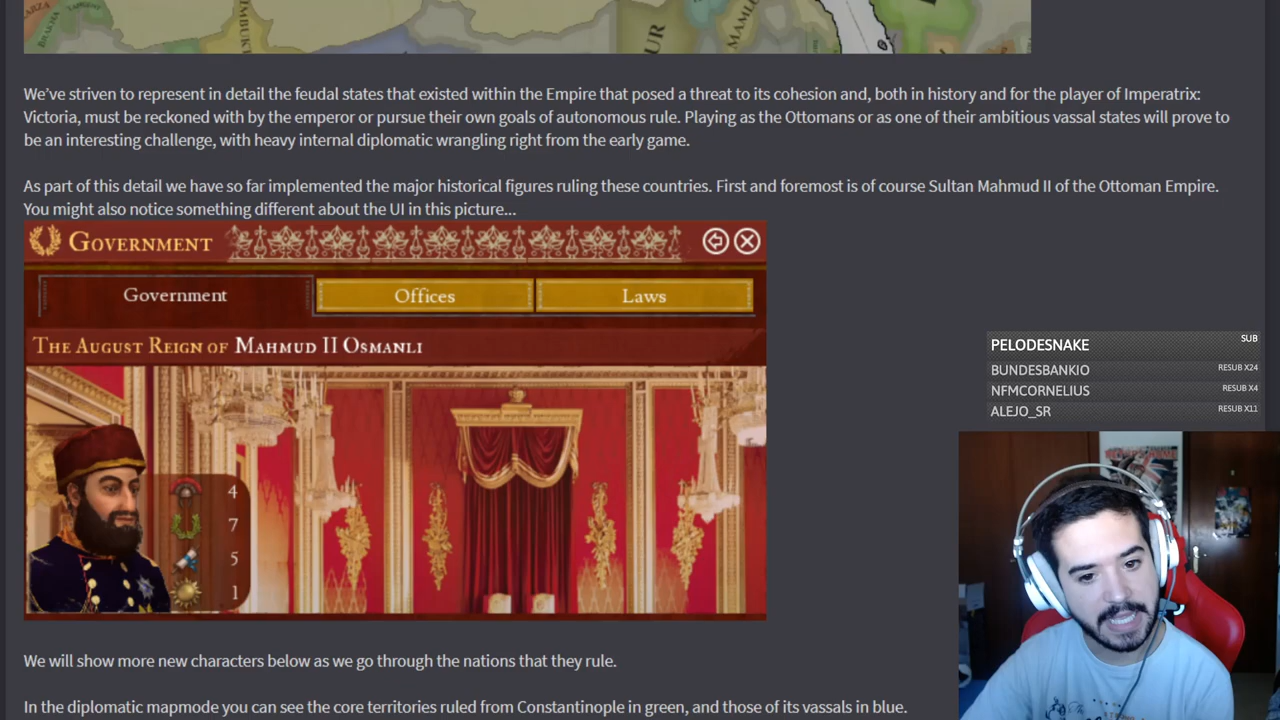 MBUKT
UR
MAML
We’ve striven to represent in detail the feudal states that existed within the Empire that posed a threat to its cohesion and, both in history and for the player of Imperatrix:
Victoria, must be reckoned with by the emperor or pursue their own goals of autonomous rule. Playing as the Ottomans or as one of their ambitious vassal states will prove to
be an interesting challenge, with heavy internal diplomatic wrangling right from the early game.
As part of this detail we have so far implemented the major historical figures ruling these countries. First and foremost is of course Sultan Mahmud II of the Ottoman Empire.
You might also notice something different about the UI in this picture...
GOVERNMENT
Government
Offices
Laws
THE AUGUST REIGN OF MAHMUD II OSMANLI
4
7
5
1
PELODESNAKE SUB
BUNDESBANKIO RESUB X24
NFMCORNELIUS RESUB X4
ALEJO_SR RESUB X11
We will show more new characters below as we go through the nations that they rule.
In the diplomatic mapmode you can see the core territories ruled from Constantinople in green, and those of its vassals in blue.